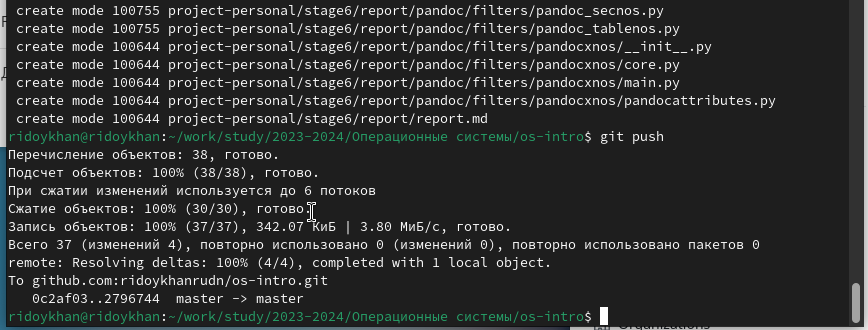 create mode 100755 project-personal/stage6/report/pandoc/filters/pandoc_secnos.py
create mode 100755 project-personal/stage6/report/pandoc/filters/pandoc_tablenos.py
create mode 100644 project-personal/stage6/report/pandoc/filters/pandocxnos/__init__.py
create mode 100644 project-personal/stage6/report/pandoc/filters/pandocxnos/core.py
create mode 100644 project-personal/stage6/report/pandoc/filters/pandocxnos/main.py
create mode 100644 project-personal/stage6/report/pandoc/filters/pandocxnos/pandocattributes.py
create mode 100644 project-personal/stage6/report/report.md
ridoykhan@ridoykhan:~/work/study/2023-2024/Операционные системы/os-intro$ git push
Перечисление объектов: 38, готово.
Подсчет объектов: 100% (38/38), готово.
При сжатии изменений используется до 6 потоков
Сжатие объектов: 100% (30/30), готово.
Запись объектов: 100% (37/37), 342.07 КиБ | 3.80 МиБ/с, готово.
Всего 37 (изменений 4), повторно использовано 0 (изменений 0), повторно использовано пакетов 0
remote: Resolving deltas: 100% (4/4), completed with 1 local object.
To github.com:ridoykhanrudn/os-intro.git
0c2af03..2796744  master -> master
ridoykhan@ridoykhan:~/work/study/2023-2024/Операционные системы/os-intro$